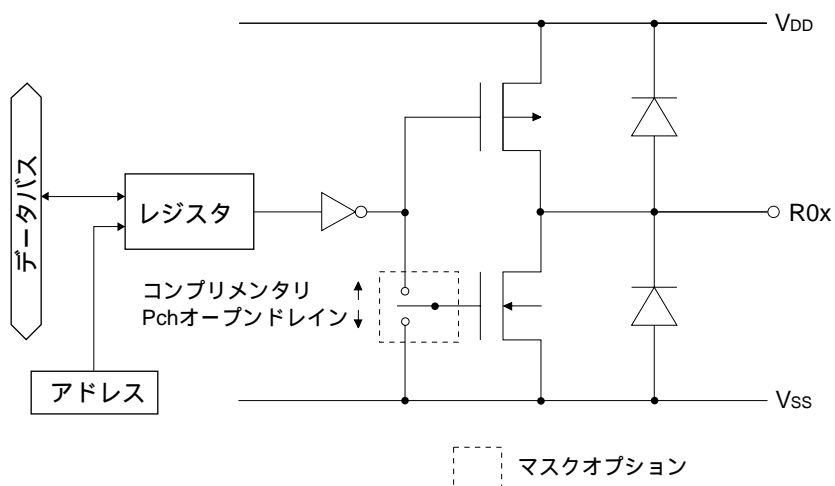 VDD
データバス
レジスタ
R0x
コンプリメンタリ
Pchオープンドレイン
アドレス
VSS
マスクオプション